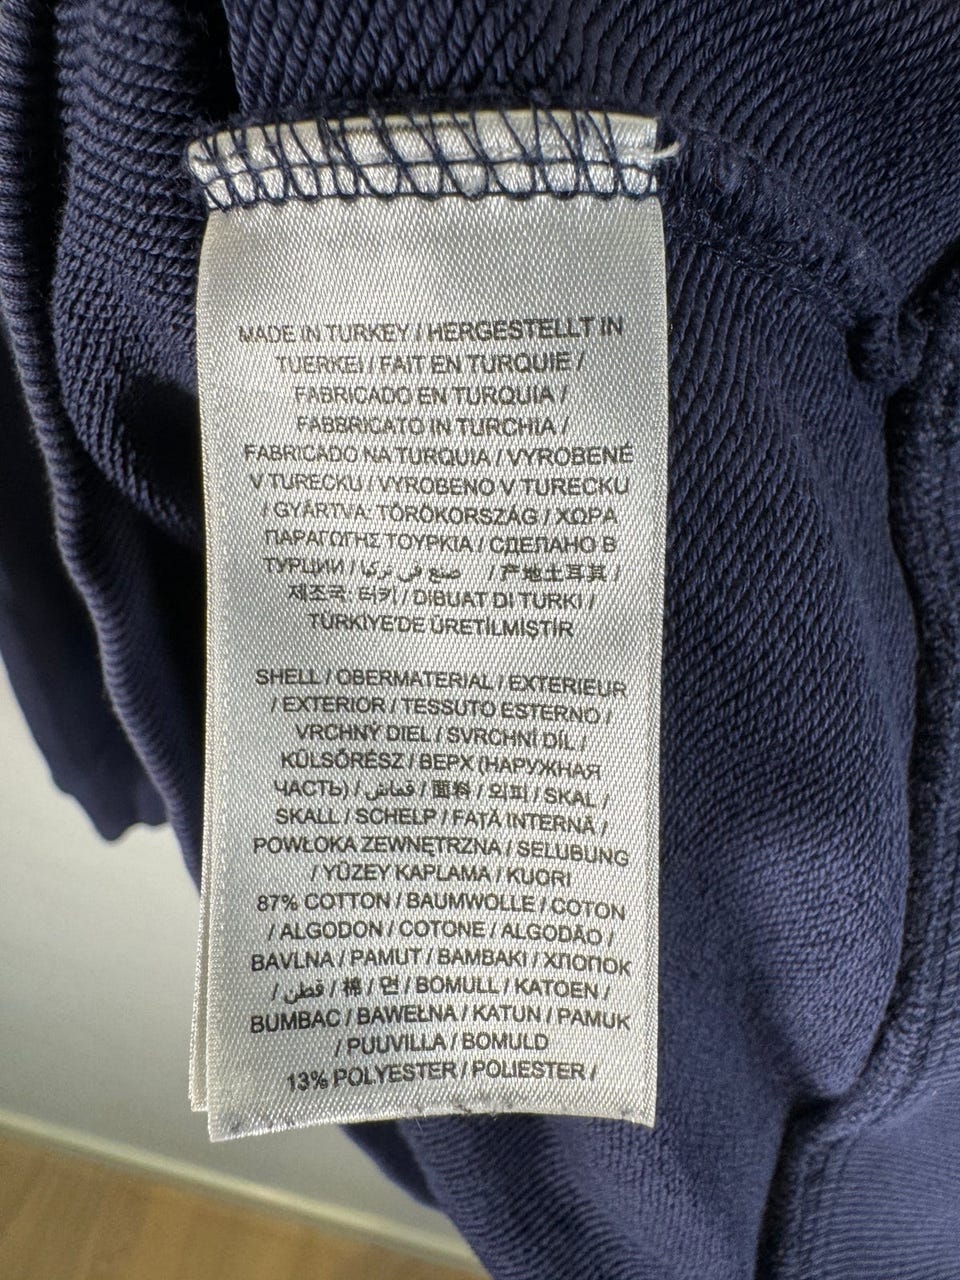 MADE IN TURKEY / HERGESTELLT IN
TUERKEI / FAIT EN TURQUIE /
FABRICADO EN TURQUIA /
FABBRICATO IN TURCHIA /
FABRICADO NA TURQUIA / VYROBENÉ
V TURECKU / VYROBENO V TURECKU
/ GYÁRTVA: TÖRÖKORSZÁG / ΧΩΡΑ
ΠΑΡΑΓΩΓΗΣ ΤΟΥΡΚΙΑ / СДЕЛАНО В
ТУРЦИИ / صنع في تركيا / 产地土耳其 /
제조국: 터키 / DIBUAT DI TURKI /
TÜRKIYE'DE ÜRETİLMİŞTİR
SHELL / OBERMATERIAL / EXTERIEUR
/ EXTERIOR / TESSUTO ESTERNO /
VRCHNÝ DIEL / SVRCHNÍ DÍL /
KÜLSŐRÉSZ / ВЕРХ (НАРУЖНАЯ
ЧАСТЬ) / قماش / 面料 / 외피 / SKAL /
SKALL / SCHELP / FAȚĂ INTERNĂ /
POWŁOKA ZEWNĘTRZNA / SELUBUNG
/ YÜZEY KAPLAMA / KUORI
87% COTTON / BAUMWOLLE / COTON
/ ALGODON / COTONE / ALGODÃO /
BAVLNA / PAMUT / BAMBAKI / ХЛОПОК
/ قطن / 棉 / 면 / BOMULL / KATOEN /
BUMBAC / BAWEŁNA / KATUN / PAMUK
/ PUUVILLA / BOMULD
13% POLYESTER / POLIESTER /